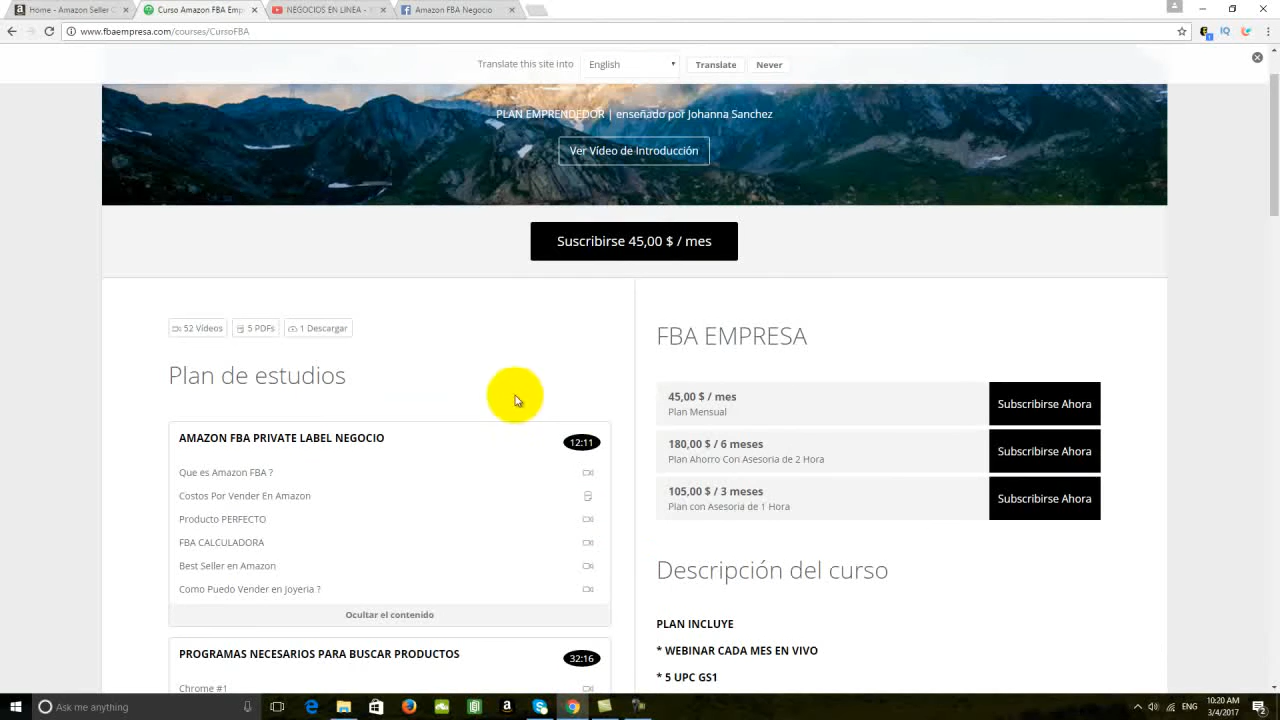 Home - Amazon Seller C
Curso Amazon FBA Emp
NEGOCIOS EN LINEA - Y
Amazon FBA Negocio
www.fbaempresa.com/courses/CursoFBA
IQ
Translate this site into
English
Translate
Never
PLAN EMPRENDEDOR | enseñado por Johanna Sanchez
Ver Vídeo de Introducción
Suscribirse 45,00 $ / mes
52 Vídeos
5 PDFs
1 Descargar
Plan de estudios
AMAZON FBA PRIVATE LABEL NEGOCIO
12:11
Que es Amazon FBA ?
Costos Por Vender En Amazon
Producto PERFECTO
FBA CALCULADORA
Best Seller en Amazon
Como Puedo Vender en Joyeria ?
Ocultar el contenido
PROGRAMAS NECESARIOS PARA BUSCAR PRODUCTOS
32:16
Chrome #1
FBA EMPRESA
45,00 $ / mes
Plan Mensual
Subscribirse Ahora
180,00 $ / 6 meses
Plan Ahorro Con Asesoria de 2 Hora
Subscribirse Ahora
105,00 $ / 3 meses
Plan con Asesoria de 1 Hora
Subscribirse Ahora
Descripción del curso
PLAN INCLUYE
* WEBINAR CADA MES EN VIVO
* 5 UPC GS1
Ask me anything
ENG
10:20 AM
3/4/2017